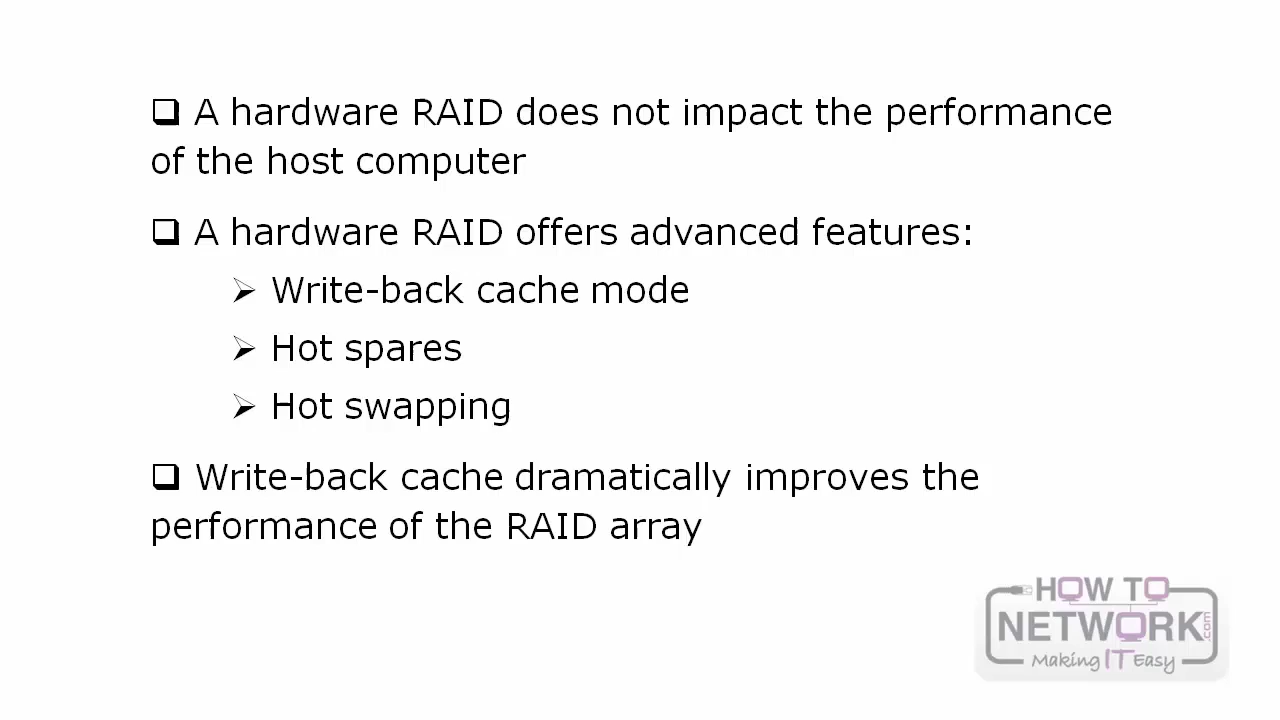 ❑ A hardware RAID does not impact the performance
of the host computer
❑ A hardware RAID offers advanced features:
➢ Write-back cache mode
➢ Hot spares
➢ Hot swapping
❑ Write-back cache dramatically improves the
performance of the RAID array
HOW TO
NETWORK.com
Making IT Easy